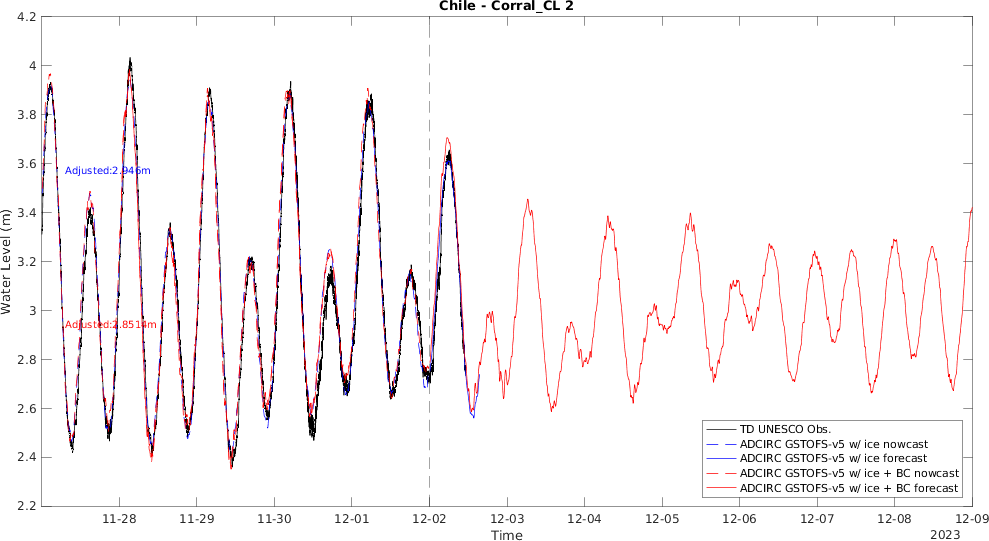 Chile - Corral_CL 2
4.2
4
3.8
3.6
3.4
3.2
3
2.8
2.6
2.4
2.2
Water Level (m)
Adjusted:2.946m
Adjusted:2.8514m
TD UNESCO Obs.
ADCIRC GSTOFS-v5 w/ ice nowcast
ADCIRC GSTOFS-v5 w/ ice forecast
ADCIRC GSTOFS-v5 w/ ice + BC nowcast
ADCIRC GSTOFS-v5 w/ ice + BC forecast
11-28 11-29 11-30 12-01 12-02 12-03 12-04 12-05 12-06 12-07 12-08 12-09
Time
2023